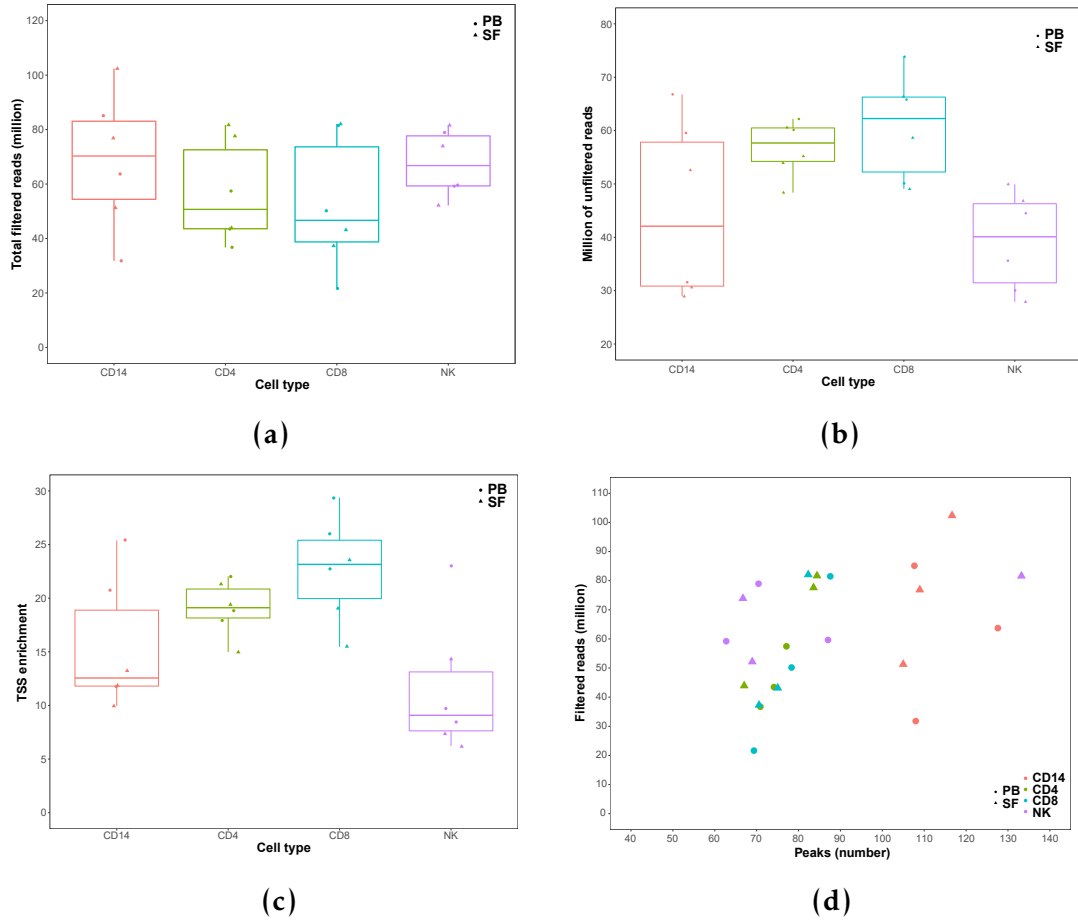 120
100
80
60
40
20
0
Total filtered reads (million)
PB
SF
CD14 CD4 CD8 NK
Cell type
(a)
80
70
60
50
40
30
20
Million of unfiltered reads
PB
SF
CD14 CD4 CD8 NK
Cell type
(b)
30
25
20
15
10
5
0
TSS enrichment
PB
SF
CD14 CD4 CD8 NK
Cell type
(c)
110
100
90
80
70
60
50
40
30
20
10
0
Filtered reads (million)
PB
SF
CD14
CD4
CD8
NK
40 50 60 70 80 90 100 110 120 130 140
Peaks (number)
(d)